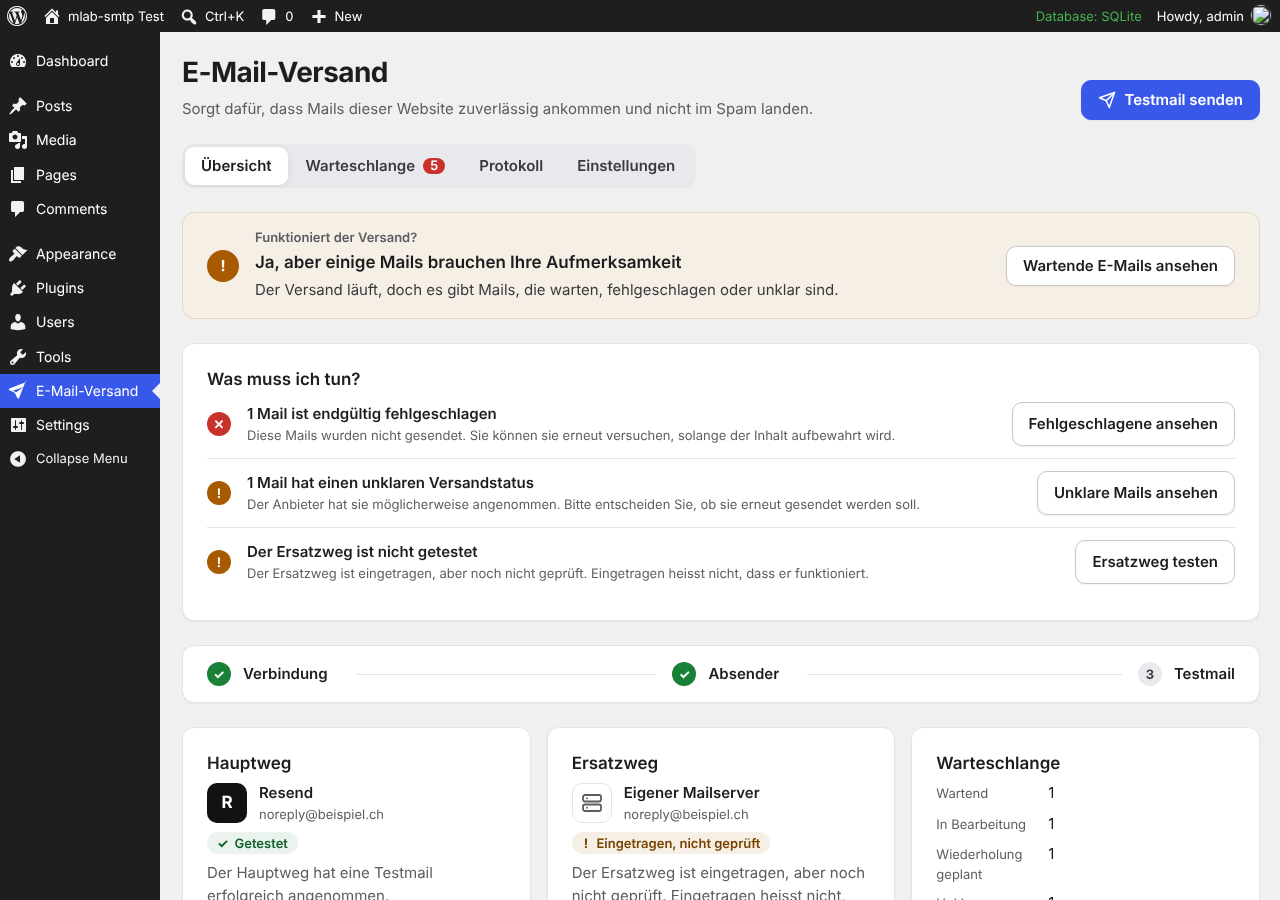 mlab-smtp Test
Ctrl+K
0
New
Database: SQLite
Howdy, admin
Dashboard
Posts
Media
Pages
Comments
Appearance
Plugins
Users
Tools
E-Mail-Versand
Settings
Collapse Menu
E-Mail-Versand
Sorgt dafür, dass Mails dieser Website zuverlässig ankommen und nicht im Spam landen.
Testmail senden
Übersicht
Warteschlange 5
Protokoll
Einstellungen
Funktioniert der Versand?
Ja, aber einige Mails brauchen Ihre Aufmerksamkeit
Der Versand läuft, doch es gibt Mails, die warten, fehlgeschlagen oder unklar sind.
Wartende E-Mails ansehen
Was muss ich tun?
1 Mail ist endgültig fehlgeschlagen
Diese Mails wurden nicht gesendet. Sie können sie erneut versuchen, solange der Inhalt aufbewahrt wird.
Fehlgeschlagene ansehen
1 Mail hat einen unklaren Versandstatus
Der Anbieter hat sie möglicherweise angenommen. Bitte entscheiden Sie, ob sie erneut gesendet werden soll.
Unklare Mails ansehen
Der Ersatzweg ist nicht getestet
Der Ersatzweg ist eingetragen, aber noch nicht geprüft. Eingetragen heisst nicht, dass er funktioniert.
Ersatzweg testen
Verbindung
Absender
3 Testmail
Hauptweg
R
Resend
noreply@beispiel.ch
Getestet
Der Hauptweg hat eine Testmail
erfolgreich angenommen.
Ersatzweg
Eigener Mailserver
noreply@beispiel.ch
! Eingetragen, nicht geprüft
Der Ersatzweg ist eingetragen, aber noch
nicht geprüft. Eingetragen heisst nicht,
Warteschlange
Wartend 1
In Bearbeitung 1
Wiederholung 1
geplant